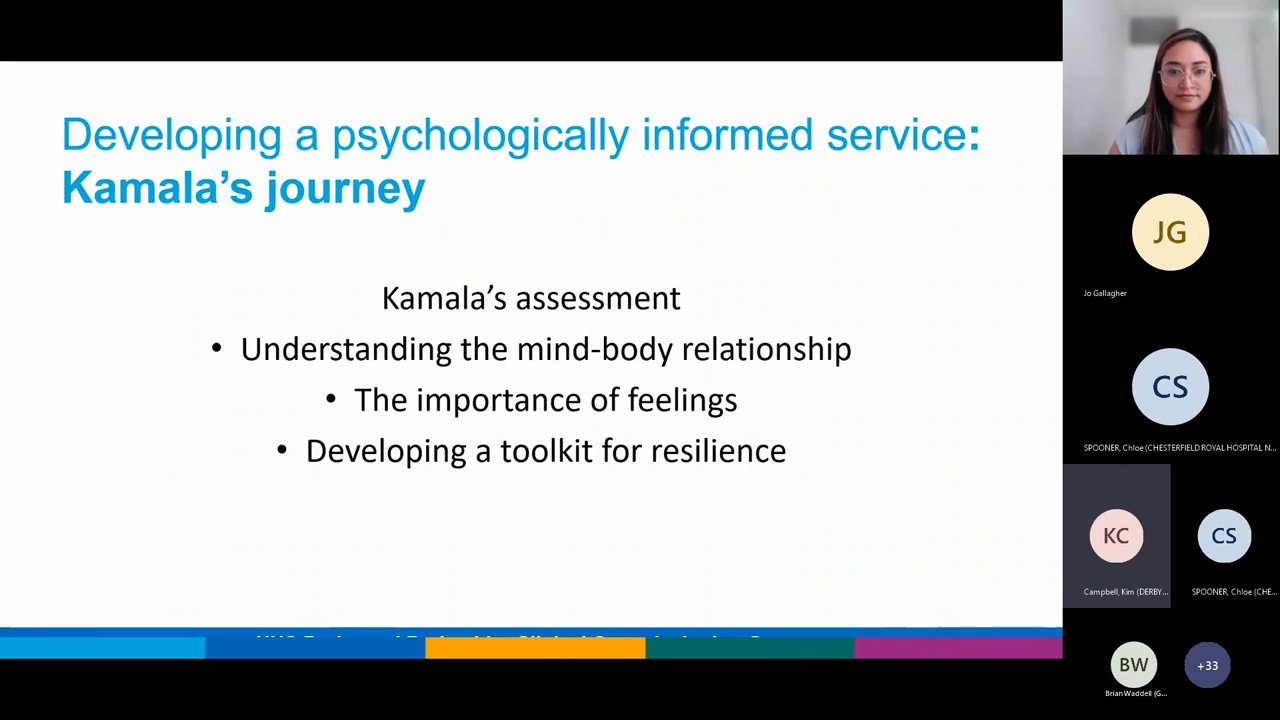 Developing a psychologically informed service:
Kamala’s journey
Kamala’s assessment
• Understanding the mind-body relationship
• The importance of feelings
• Developing a toolkit for resilience
JG
Jo Gallagher
CS
SPOONER, Chloe (CHESTERFIELD ROYAL HOSPITAL N...
KC
CS
Campbell, Kim (DERBY...
SPOONER, Chloe (CHE...
BW
+33
Brian Waddell (G...